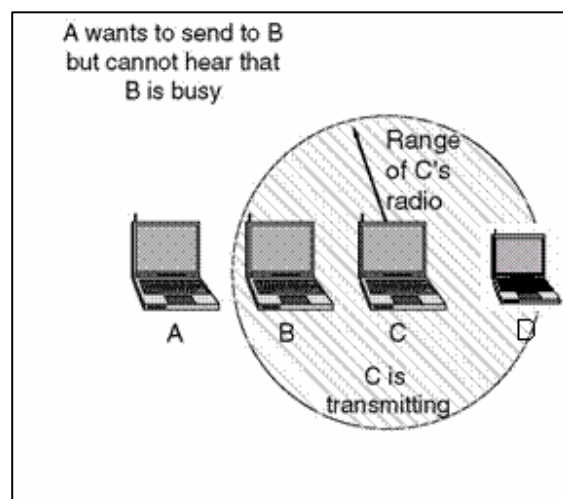 A wants to send to B
but cannot hear that
B is busy
Range
of C's
radio
A
B
C
D
C is
transmitting